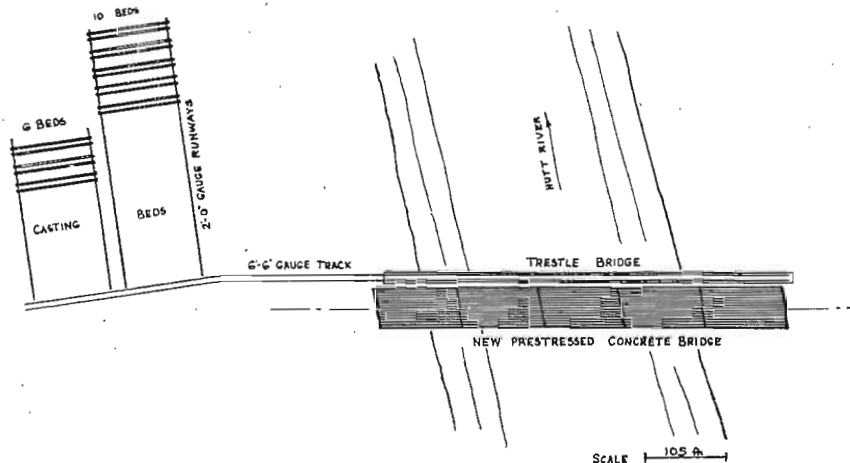 10 BEDS
6 BEDS
2'-0" GAUGE RUNWAYS
CASTING
BEDS
HUTT RIVER
6'-6" GAUGE TRACK
TRESTLE BRIDGE
NEW PRESTRESSED CONCRETE BRIDGE
SCALE 105 ft.